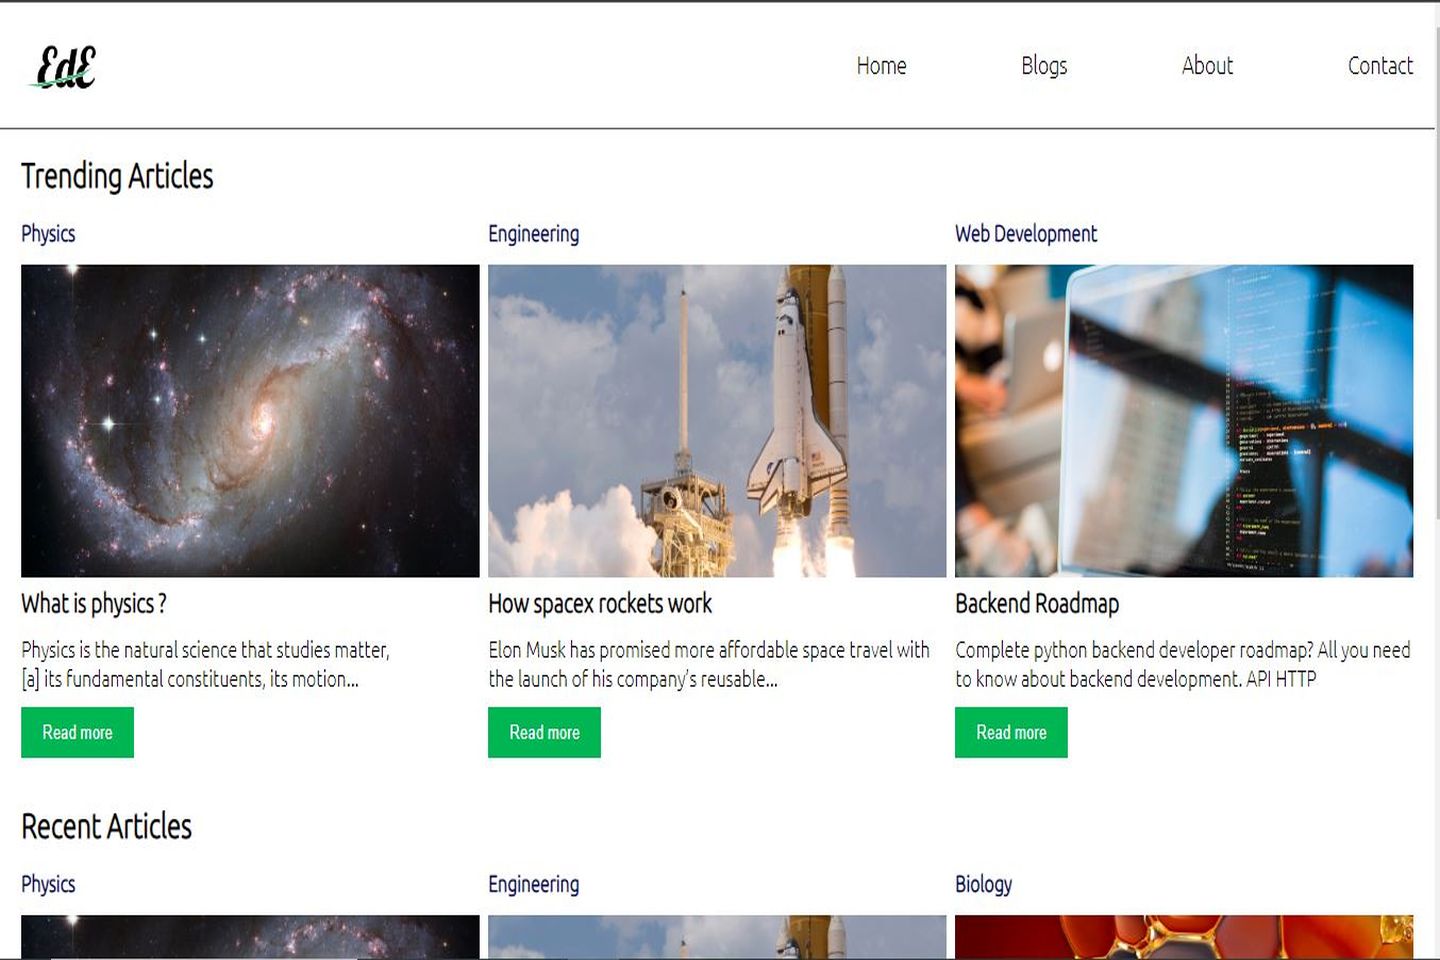 EdE
Home Blogs About Contact
Trending Articles
Physics
Engineering
Web Development
What is physics ?
How spacex rockets work
Backend Roadmap
Physics is the natural science that studies matter,
[a] its fundamental constituents, its motion...
Elon Musk has promised more affordable space travel with
the launch of his company’s reusable...
Complete python backend developer roadmap? All you need
to know about backend development. API HTTP
Read more
Read more
Read more
Recent Articles
Physics
Engineering
Biology